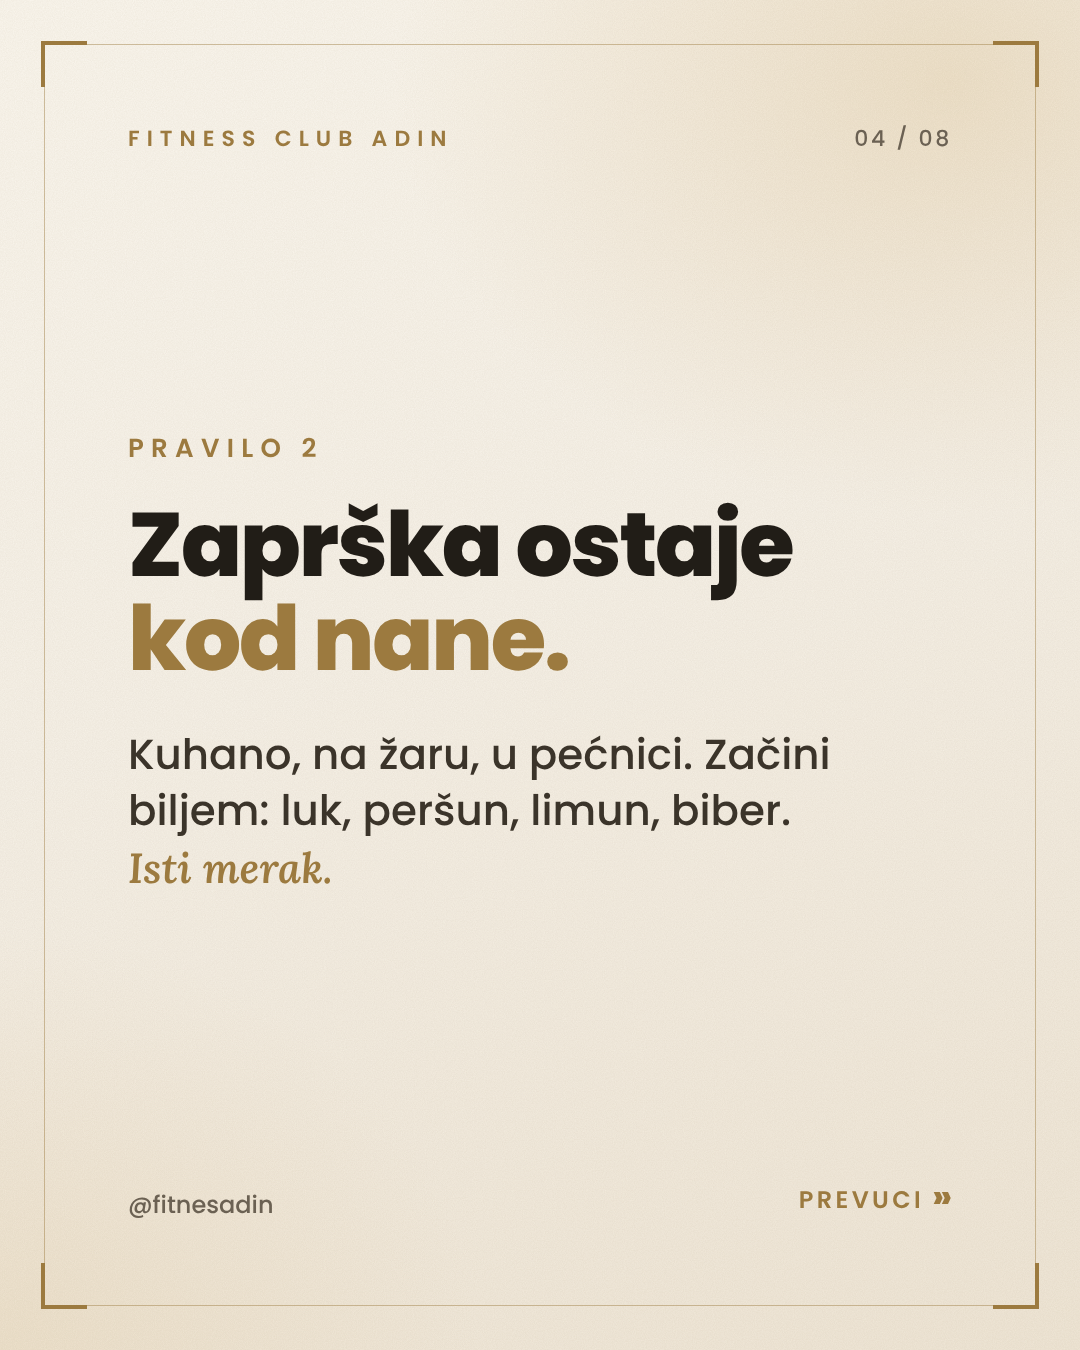 FITNESS CLUB ADIN
04 / 08
PRAVILO 2
Zaprška ostaje
kod nane.
Kuhano, na žaru, u pećnici. Začini
biljem: luk, peršun, limun, biber.
Isti merak.
@fitnesadin
PREVUCI »